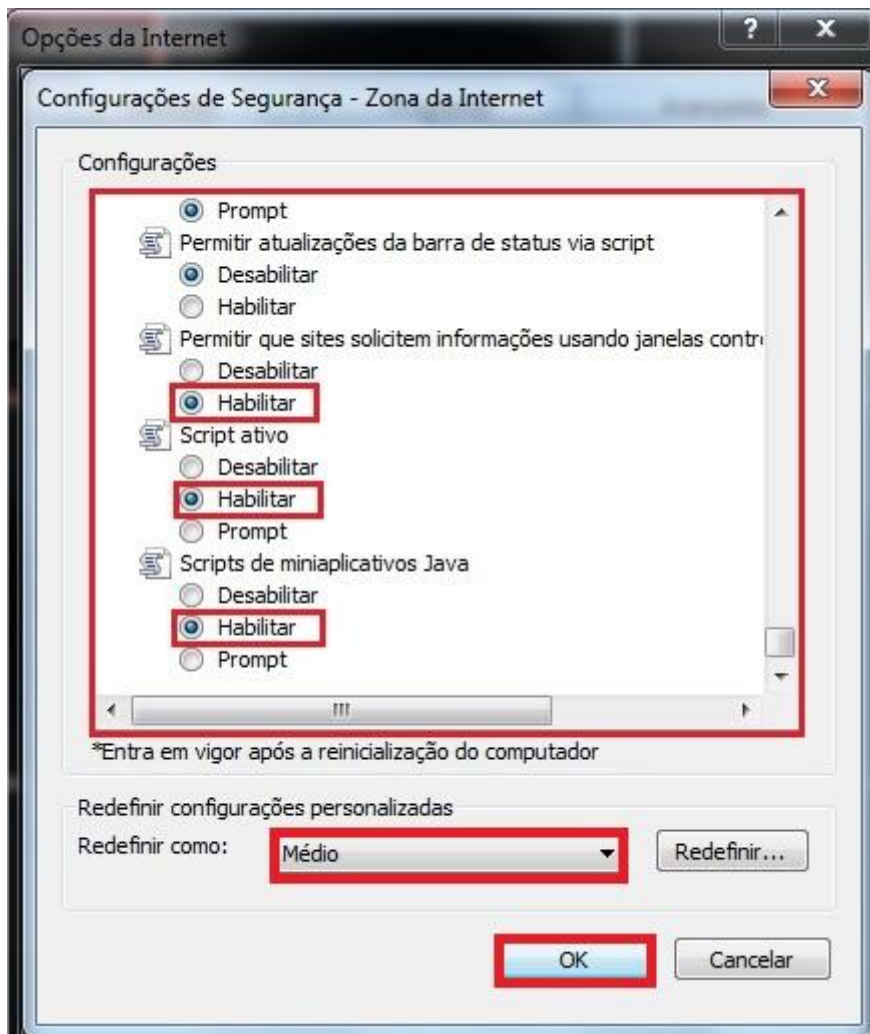 Opções da Internet
Configurações de Segurança - Zona da Internet
Configurações
Prompt
Permitir atualizações da barra de status via script
Desabilitar
Habilitar
Permitir que sites solicitem informações usando janelas contr
Desabilitar
Habilitar
Script ativo
Desabilitar
Habilitar
Prompt
Scripts de miniaplicativos Java
Desabilitar
Habilitar
Prompt
*Entra em vigor após a reinicialização do computador
Redefinir configurações personalizadas
Redefinir como: Médio Redefinir...
OK Cancelar